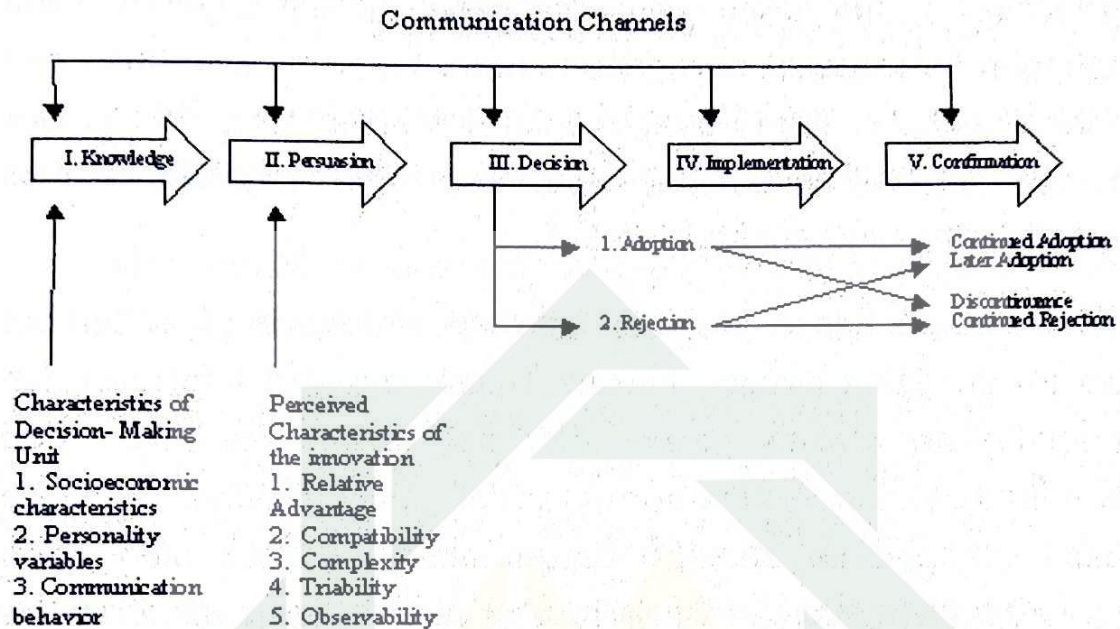 Communication Channels
I. Knowledge
II. Persuasion
III. Decision
IV. Implementation
V. Confirmation
1. Adoption
Continued Adoption
Later Adoption
Discontinuance
2. Rejection
Continued Rejection
Characteristics of
Decision- Making
Unit
1. Socioeconomic
characteristics
2. Personality
variables
3. Communication
behavior
Perceived
Characteristics of
the innovation
1. Relative
Advantage
2. Compatibility
3. Complexity
4. Triability
5. Observability